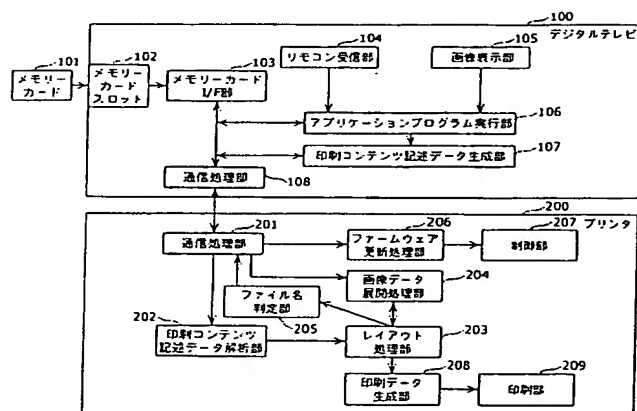 100
デジタルテレビ
101
メモリー
カード
102
メモリー
カード
スロット
103
メモリーカード
I/F部
104
リモコン受信部
105
画像表示部
106
アプリケーションプログラム実行部
107
印刷コンテンツ記述データ生成部
108
通信処理部
200
プリンタ
201
通信処理部
206
ファームウェア
更新処理部
207
制御部
204
画像データ
展開処理部
ファイル名
判定部
205
202
印刷コンテンツ
記述データ解析部
203
レイアウト
処理部
208
印刷データ
生成部
209
印刷部